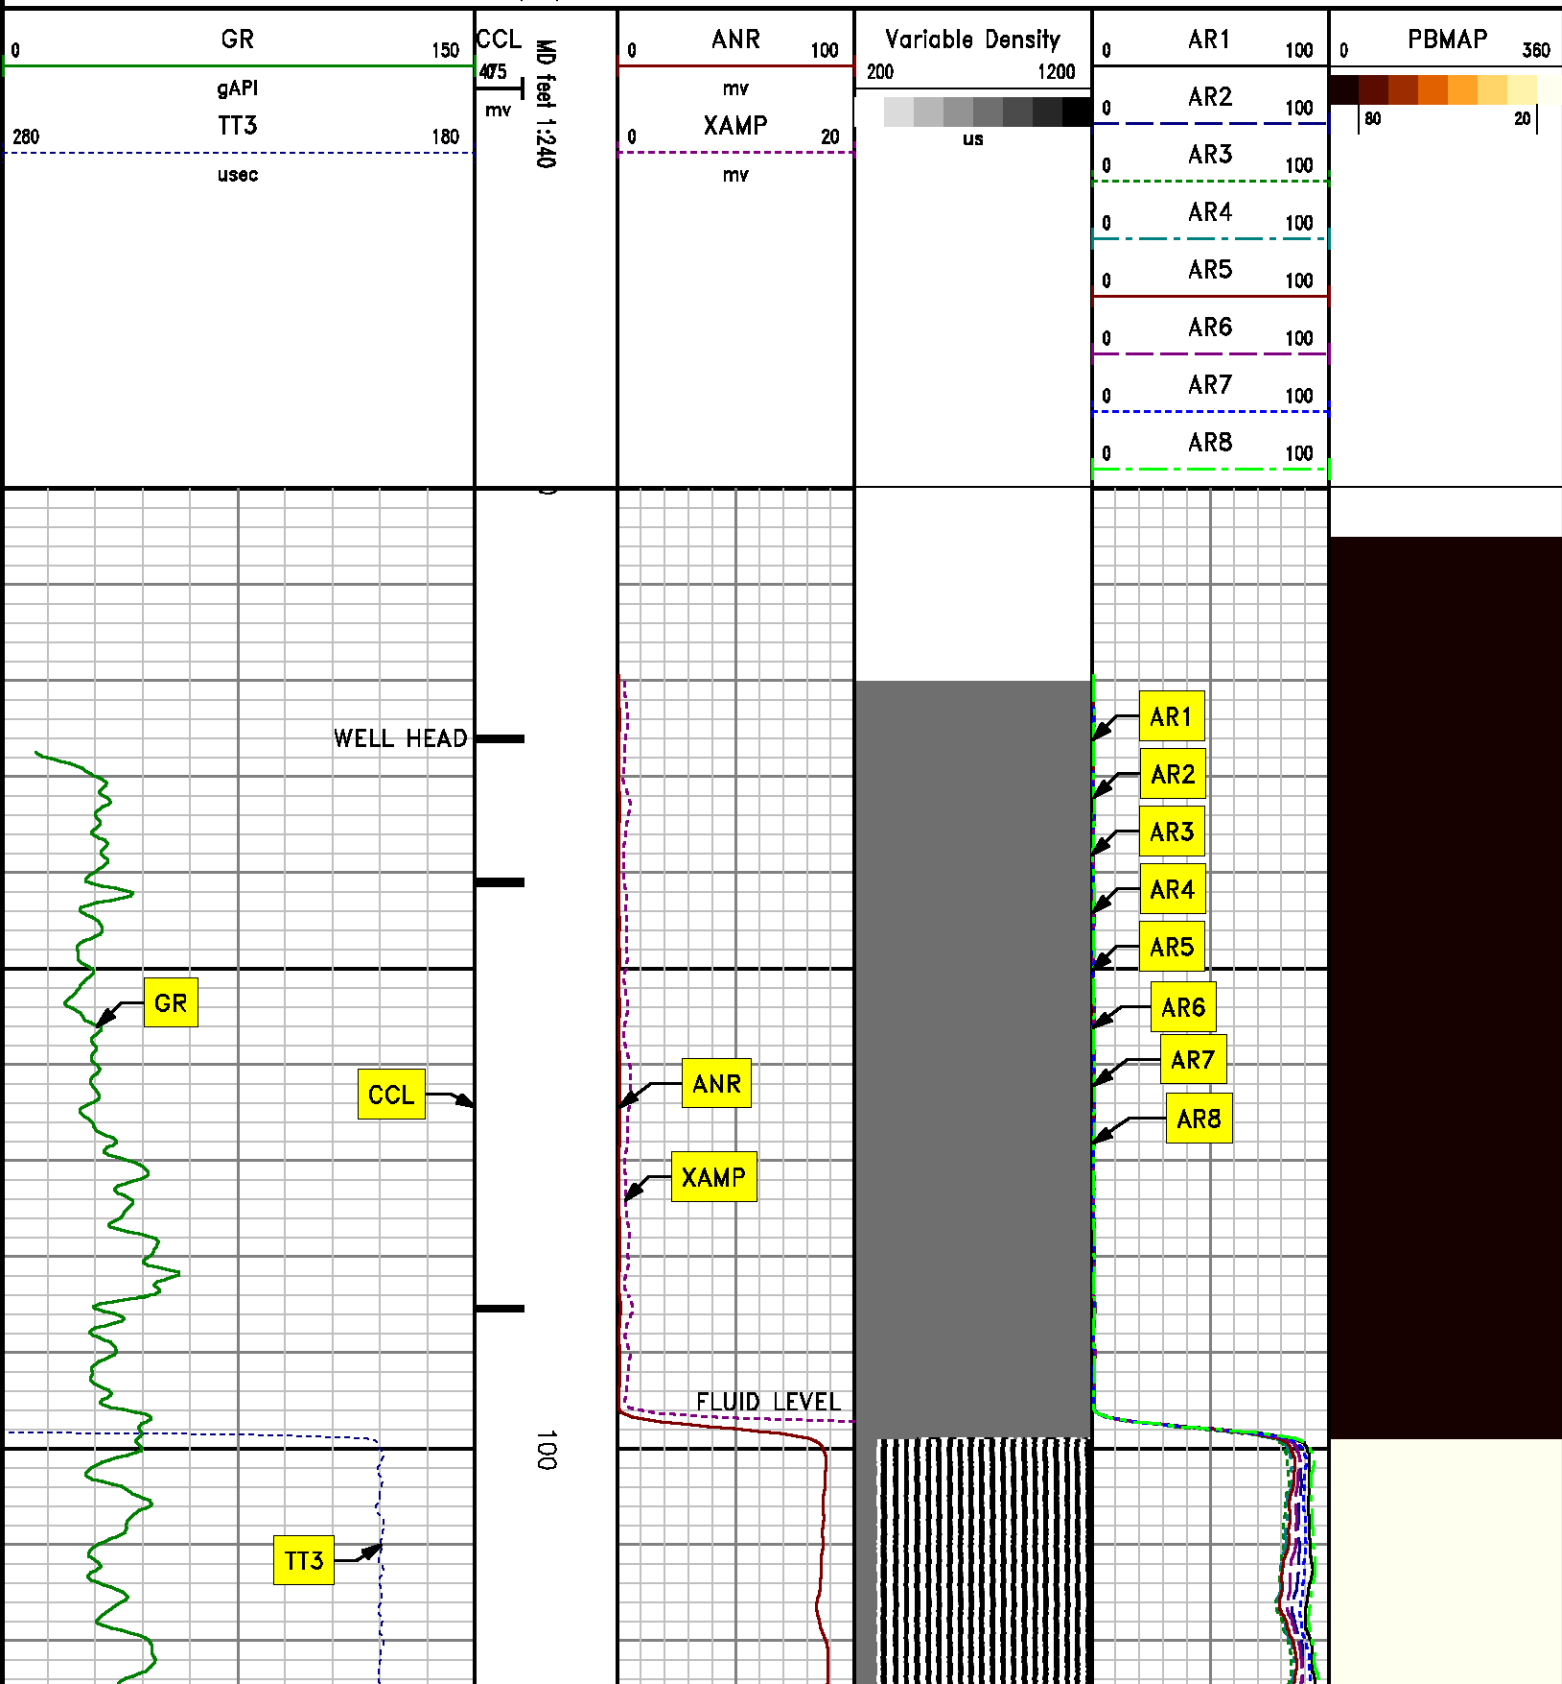 GR
0 150
gAPI
TT3
280 180
usec
CCL
mv
MD feet 1:240
ANR
0 100
mv
XAMP
0 20
mv
Variable Density
200 1200
us
AR1
0 100
AR2
0 100
AR3
0 100
AR4
0 100
AR5
0 100
AR6
0 100
AR7
0 100
AR8
0 100
PBMAP
0 360
80 20
WELL HEAD
AR1
AR2
AR3
AR4
AR5
GR
AR6
AR7
ANR
CCL
AR8
XAMP
FLUID LEVEL
100
TT3